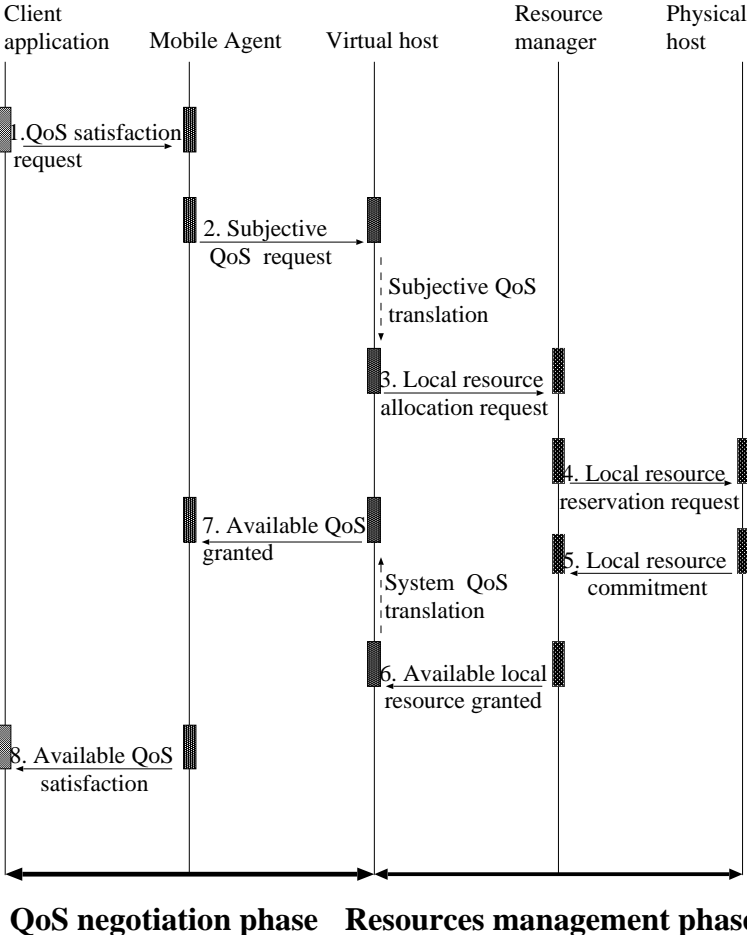 Client
application
Mobile Agent
Virtual host
Resource
manager
Physical
host
1.QoS satisfaction
request
2. Subjective
QoS request
Subjective QoS
translation
3. Local resource
allocation request
4. Local resource
reservation request
7. Available QoS
granted
5. Local resource
commitment
System QoS
translation
6. Available local
resource granted
8. Available QoS
satisfaction
QoS negotiation phase
Resources management phase